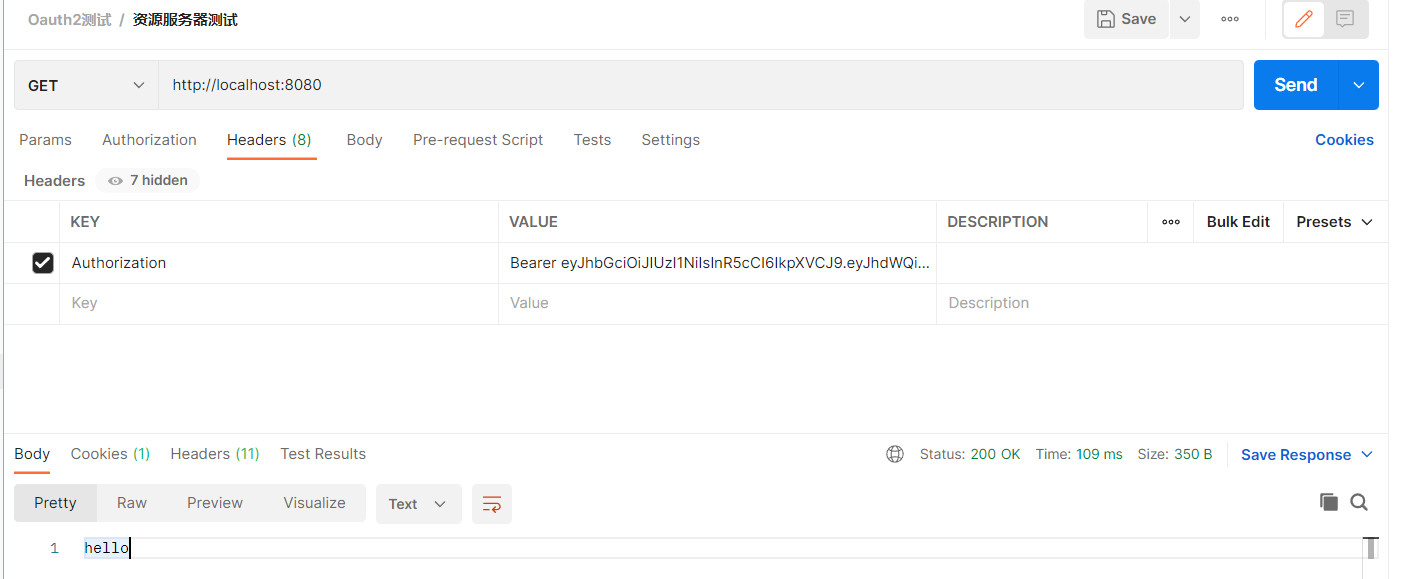 Oauth2测试 / 资源服务器测试 Save
GET http://localhost:8080 Send
Params Authorization Headers (8) Body Pre-request Script Tests Settings Cookies
Headers 7 hidden
KEY VALUE DESCRIPTION Bulk Edit Presets
Authorization Bearer eyJhbGciOiJIUzI1NiIsInR5cCI6IkpXVCJ9.eyJhdWQi...
Key Value Description
Body Cookies (1) Headers (11) Test Results Status: 200 OK Time: 109 ms Size: 350 B Save Response
Pretty Raw Preview Visualize Text
1 hello